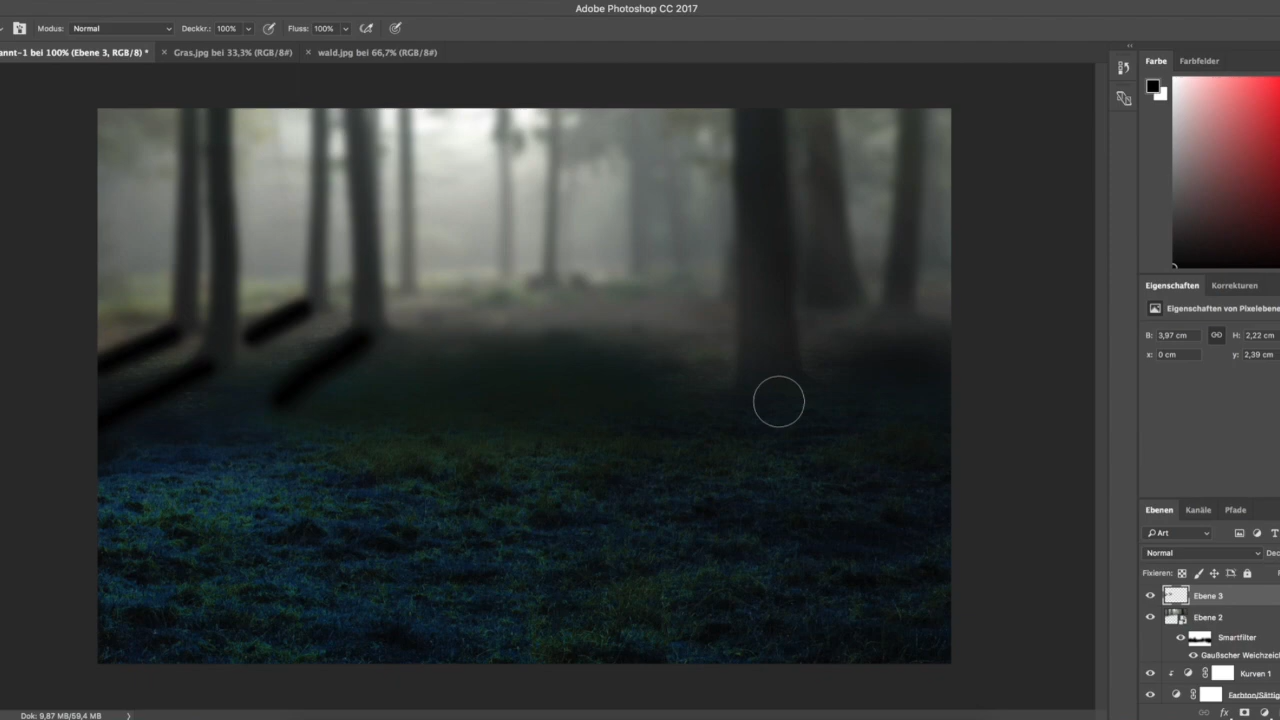 Adobe Photoshop CC 2017
Modus: Normal Deckkr.: 100% Fluss: 100%
annt-1 bei 100% (Ebene 3, RGB/8) * × Gras.jpg bei 33,3% (RGB/8#) × wald.jpg bei 66,7% (RGB/8#)
Farbe Farbfelder
Eigenschaften Korrekturen
Eigenschaften von Pixelebene
B: 3,97 cm H: 2,22 cm
x: 0 cm y: 2,39 cm
Ebenen Kanäle Pfade
Art
Normal Dec
Fixieren:
Ebene 3
Ebene 2
Smartfilter
Gaußscher Weichzeich
Kurven 1
Farbton/Sättig
fx
Dok: 9,87 MB/59,4 MB